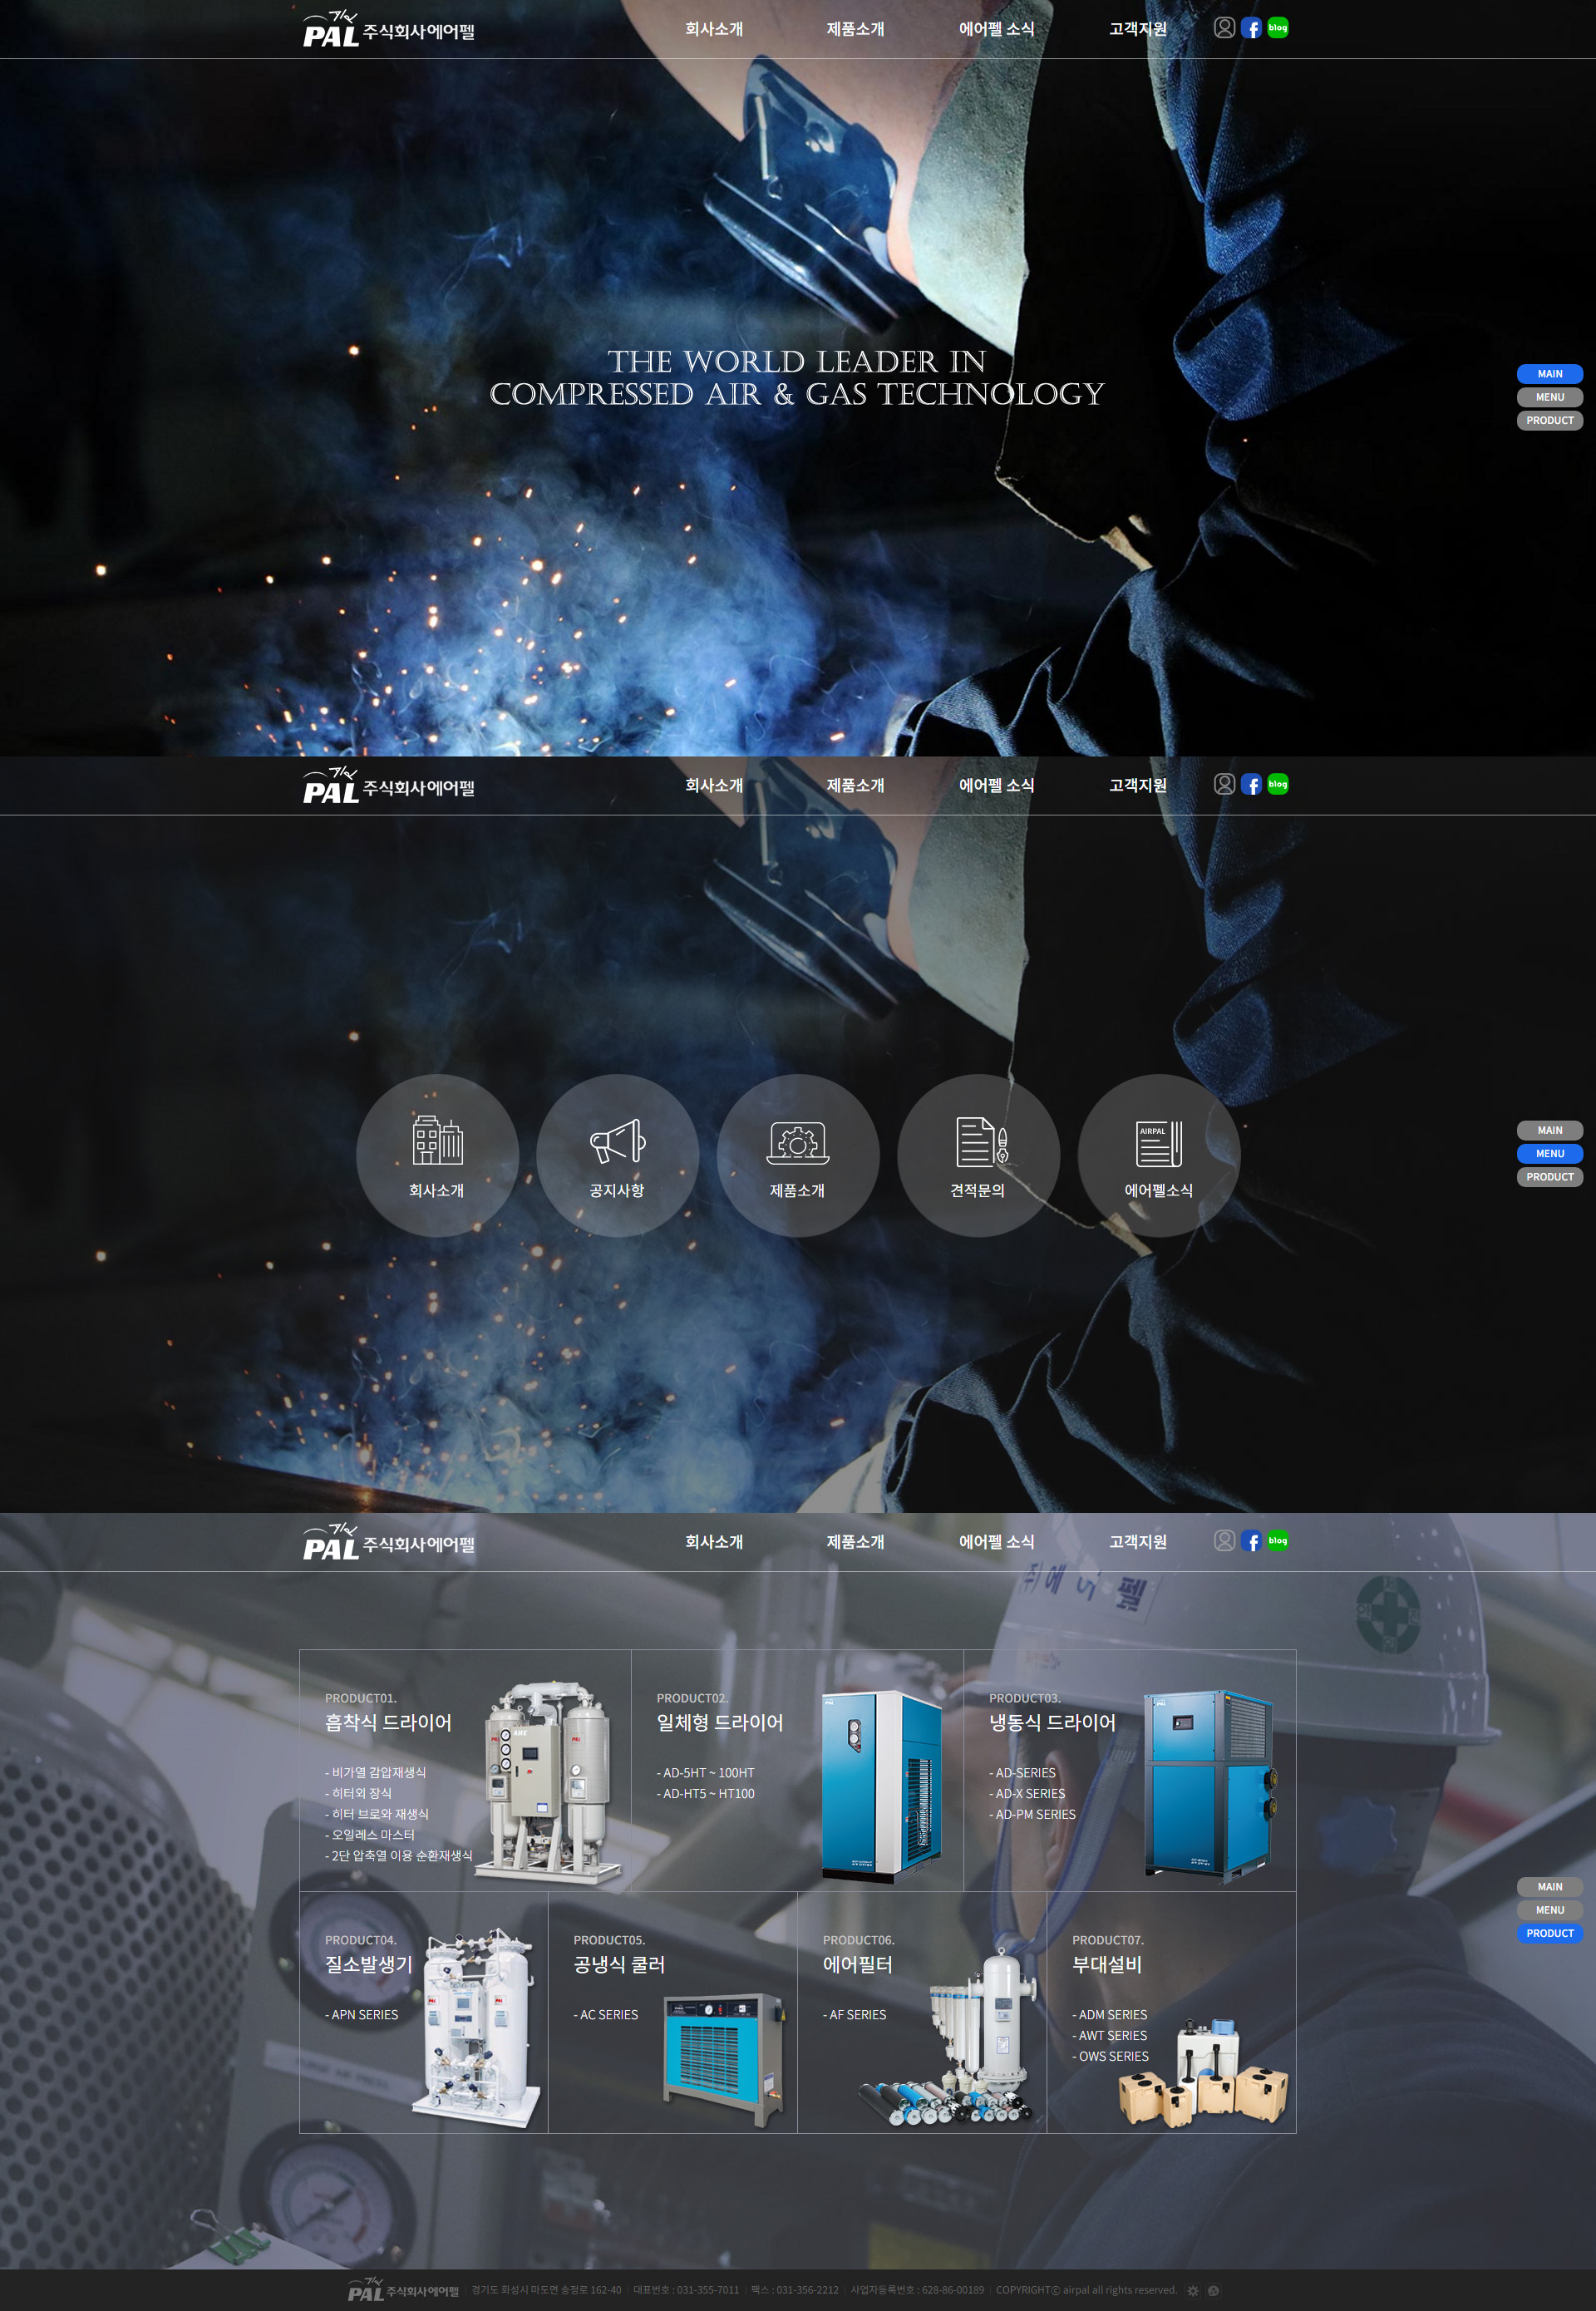 PAL 주식회사에어펠
회사소개
제품소개
에어펠 소식
고객지원
blog
THE WORLD LEADER IN
COMPRESSED AIR & GAS TECHNOLOGY
MAIN
MENU
PRODUCT
PAL 주식회사에어펠
회사소개
제품소개
에어펠 소식
고객지원
blog
AIRPAL
회사소개
공지사항
제품소개
견적문의
에어펠소식
MAIN
MENU
PRODUCT
PAL 주식회사에어펠
회사소개
제품소개
에어펠 소식
고객지원
blog
(주)에어펠
PRODUCT01.
흡착식 드라이어
- 비가열 감압재생식
- 히터외 장식
- 히터 브로와 재생식
- 오일레스 마스터
- 2단 압축열 이용 순환재생식
PRODUCT02.
일체형 드라이어
- AD-5HT ~ 100HT
- AD-HT5 ~ HT100
PRODUCT03.
냉동식 드라이어
- AD-SERIES
- AD-X SERIES
- AD-PM SERIES
MAIN
MENU
PRODUCT
PRODUCT04.
질소발생기
- APN SERIES
PRODUCT05.
공냉식 쿨러
- AC SERIES
PRODUCT06.
에어필터
- AF SERIES
PRODUCT07.
부대설비
- ADM SERIES
- AWT SERIES
- OWS SERIES
PAL 주식회사에어펠 | 경기도 화성시 마도면 송정로 162-40 | 대표번호 : 031-355-7011 | 팩스 : 031-356-2212 | 사업자등록번호 : 628-86-00189 | COPYRIGHTⓒ airpal all rights reserved.